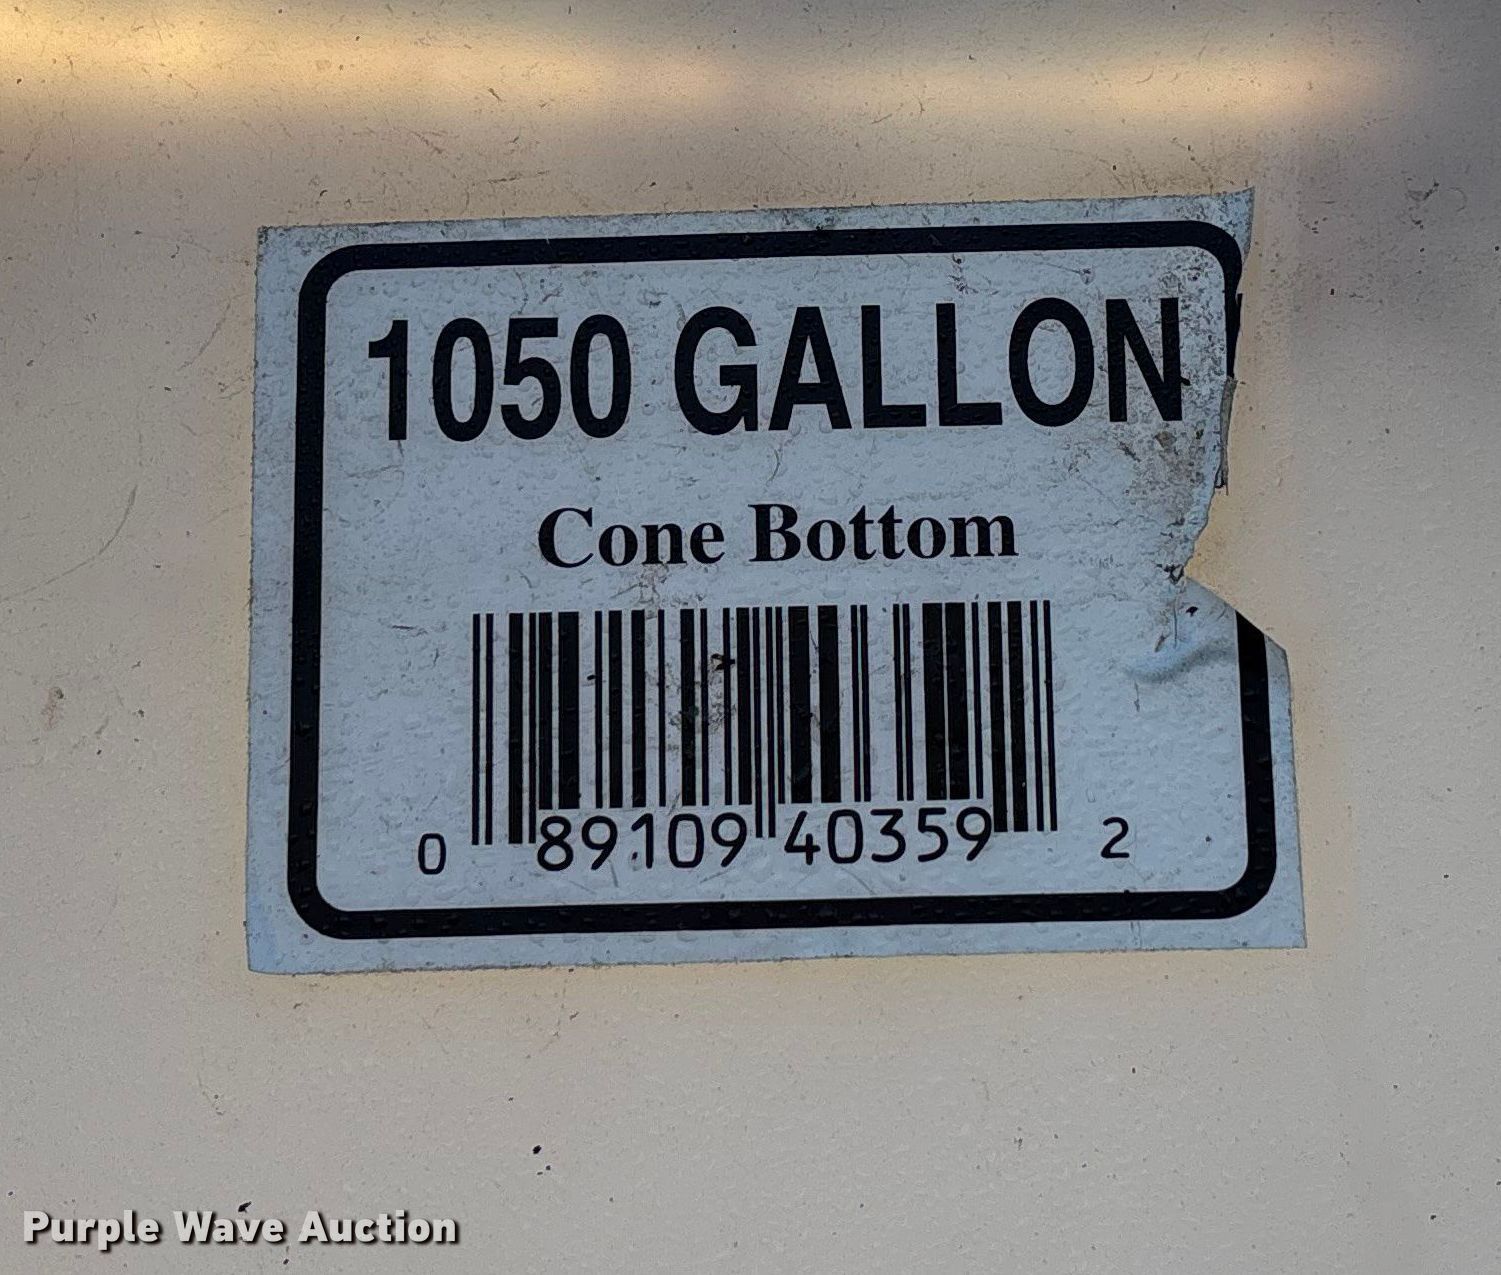 1050 GALLON
Cone Bottom
0 89109 40359 2
Purple Wave Auction